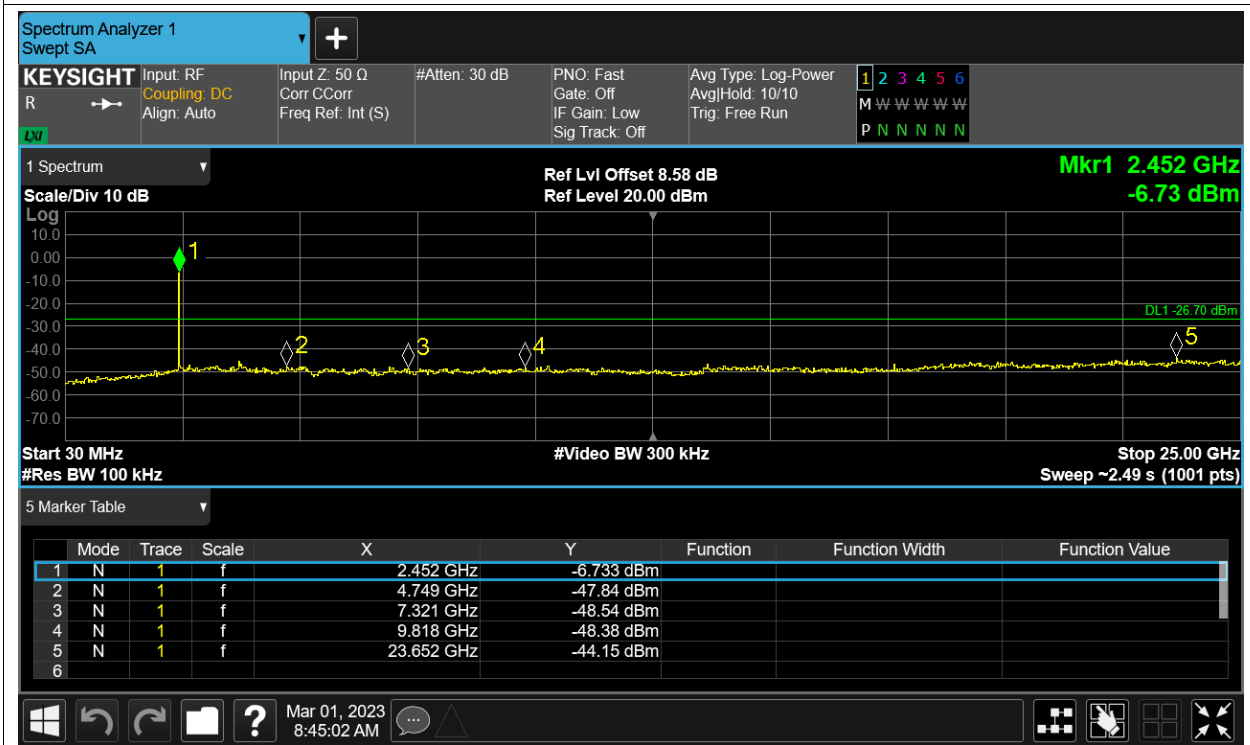 Spectrum Analyzer 1
Swept SA
KEYSIGHT
R
LXI
Input: RF
Coupling: DC
Align: Auto
Input Z: 50 Ω
Corr CCorr
Freq Ref: Int (S)
#Atten: 30 dB
PNO: Fast
Gate: Off
IF Gain: Low
Sig Track: Off
Avg Type: Log-Power
Avg|Hold: 10/10
Trig: Free Run
1 2 3 4 5 6
M W W W W W
P N N N N N
1 Spectrum
Scale/Div 10 dB
Ref Lvl Offset 8.58 dB
Ref Level 20.00 dBm
Mkr1 2.452 GHz
-6.73 dBm
Log
10.0
0.00
-10.0
-20.0
-30.0
-40.0
-50.0
-60.0
-70.0
1
2
3
4
5
DL1 -26.70 dBm
Start 30 MHz
#Video BW 300 kHz
Stop 25.00 GHz
#Res BW 100 kHz
Sweep ~2.49 s (1001 pts)
5 Marker Table
Mode Trace Scale X Y Function Function Width Function Value
1 N 1 f 2.452 GHz -6.733 dBm
2 N 1 f 4.749 GHz -47.84 dBm
3 N 1 f 7.321 GHz -48.54 dBm
4 N 1 f 9.818 GHz -48.38 dBm
5 N 1 f 23.652 GHz -44.15 dBm
6
?
Mar 01, 2023
8:45:02 AM